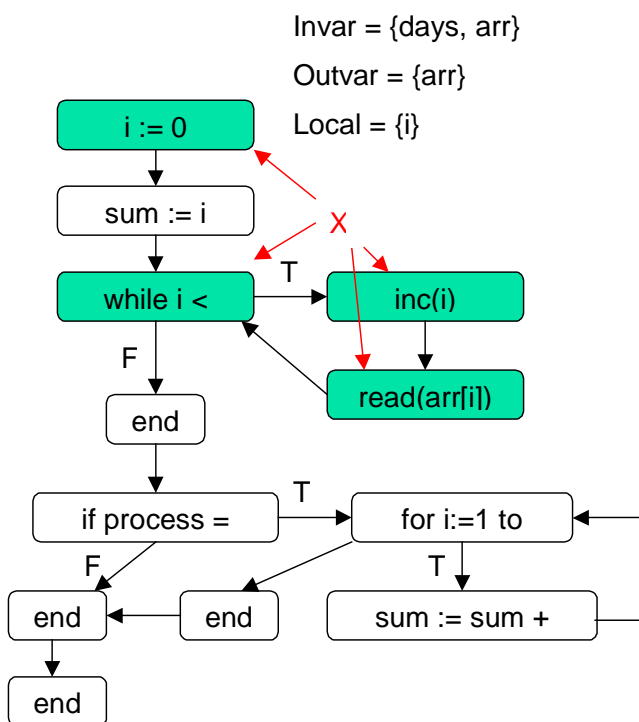 Invar = {days, arr}
Outvar = {arr}
Local = {i}
i := 0
sum := i
X
while i <
T
inc(i)
F
read(arr[i])
end
if process =
T
for i:=1 to
F
T
end
end
sum := sum +
end